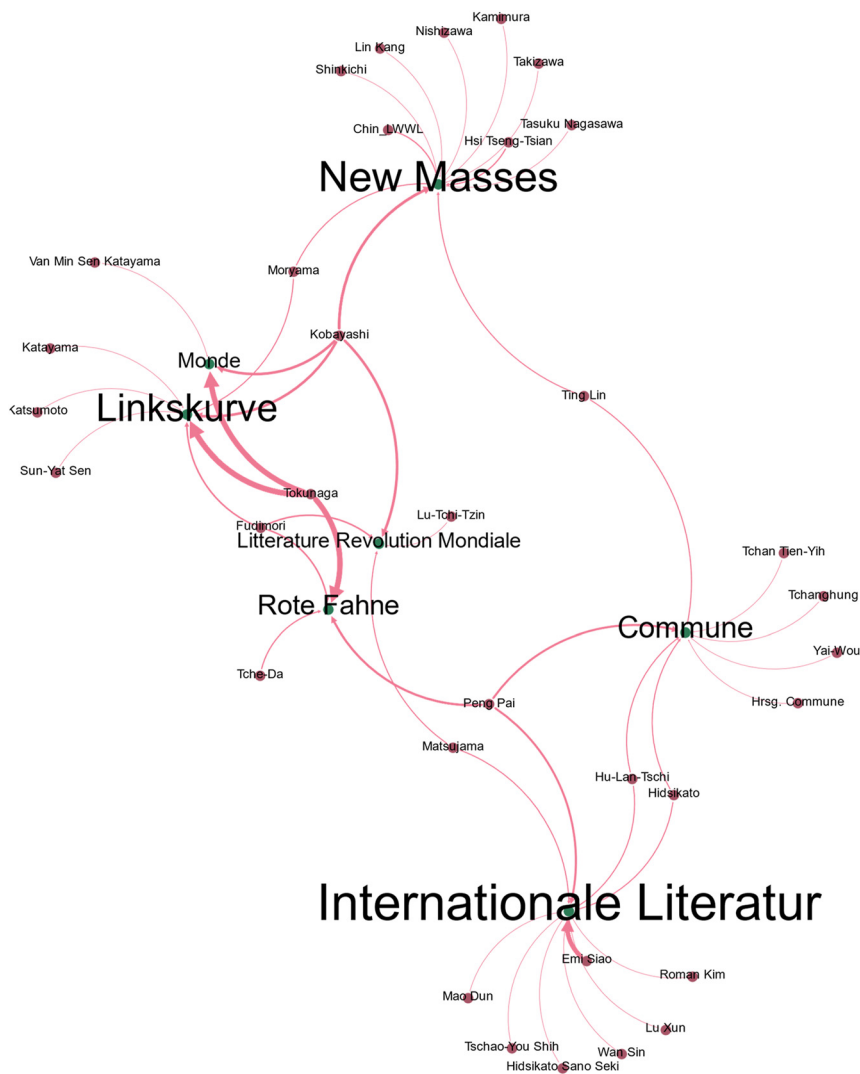 Kamimura
Nishizawa
Lin Kang
Takizawa
Shinkichi
Tasuku Nagasawa
Chin_LWWL
Hsi Tseng-Tsian
New Masses
Van Min Sen Katayama
Moryama
Kobayashi
Katayama
Monde
Ting Lin
Katsumoto
Linkskurve
Sun-Yat Sen
Tokunaga
Lu-Tchi-Tzin
Fudimori
Litterature Revolution Mondiale
Tchan Tien-Yih
Rote Fahne
Tchanghung
Commune
Yai-Wou
Tche-Da
Peng Pai
Hrsg. Commune
Matsujama
Hu-Lan-Tschi
Hidsikato
Internationale Literatur
Emi Siao
Roman Kim
Mao Dun
Lu Xun
Tschao-You Shih
Wan Sin
Hidsikato Sano Seki